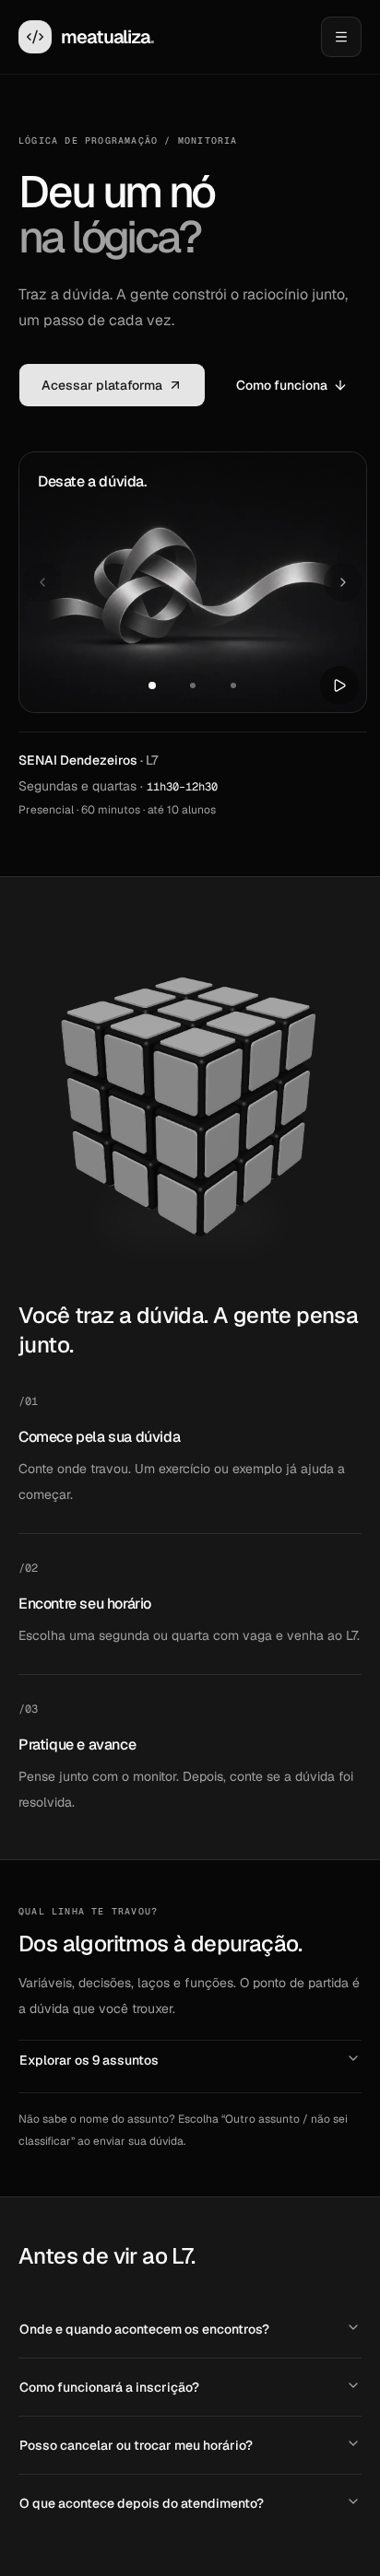 meatualiza.
LÓGICA DE PROGRAMAÇÃO / MONITORIA
Deu um nó
na lógica?
Traz a dúvida. A gente constrói o raciocínio junto,
um passo de cada vez.
Acessar plataforma
Como funciona
Desate a dúvida.
SENAI Dendezeiros · L7
Segundas e quartas · 11h30–12h30
Presencial · 60 minutos · até 10 alunos
Você traz a dúvida. A gente pensa
junto.
/01
Comece pela sua dúvida
Conte onde travou. Um exercício ou exemplo já ajuda a
começar.
/02
Encontre seu horário
Escolha uma segunda ou quarta com vaga e venha ao L7.
/03
Pratique e avance
Pense junto com o monitor. Depois, conte se a dúvida foi
resolvida.
QUAL LINHA TE TRAVOU?
Dos algoritmos à depuração.
Variáveis, decisões, laços e funções. O ponto de partida é
a dúvida que você trouxer.
Explorar os 9 assuntos
Não sabe o nome do assunto? Escolha “Outro assunto / não sei
classificar” ao enviar sua dúvida.
Antes de vir ao L7.
Onde e quando acontecem os encontros?
Como funcionará a inscrição?
Posso cancelar ou trocar meu horário?
O que acontece depois do atendimento?